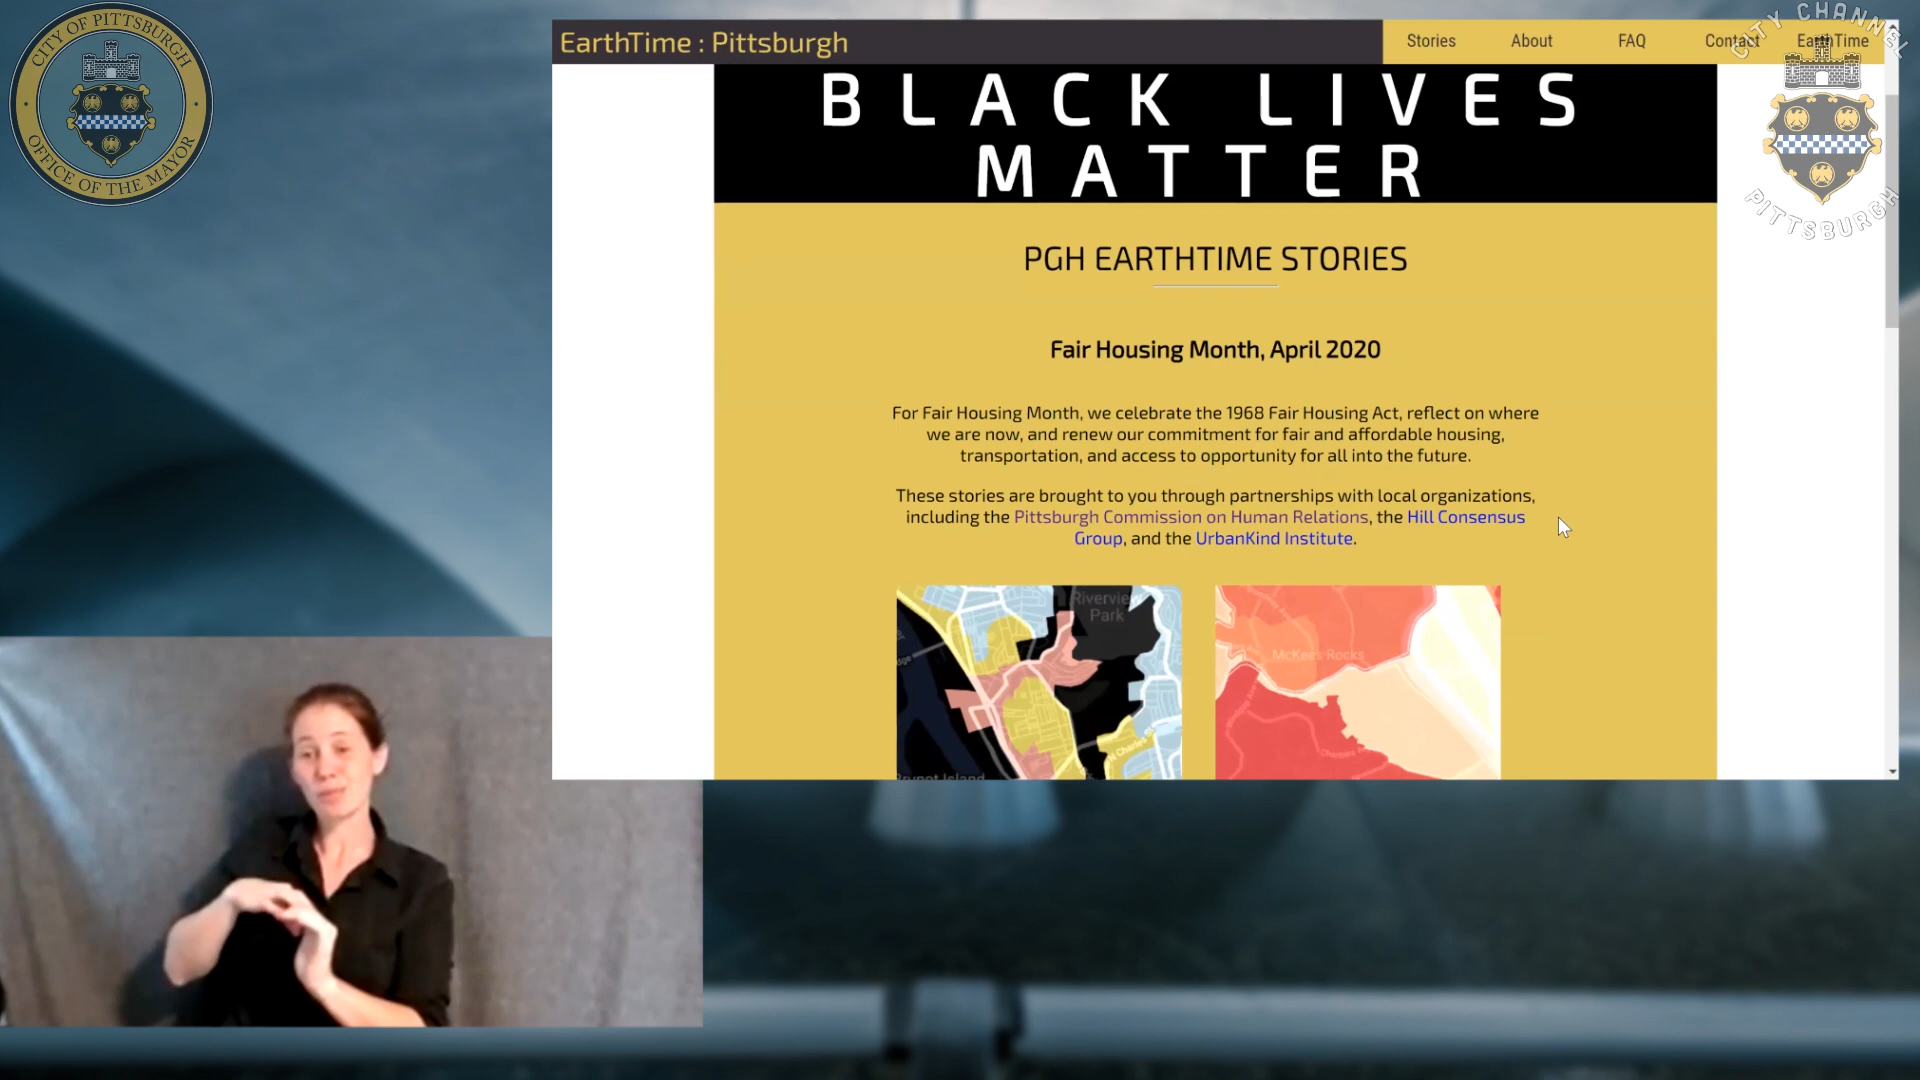 CITY OF PITTSBURGH
OFFICE OF THE MAYOR
EarthTime : Pittsburgh
Stories
About
FAQ
Contact
EarthTime
CITY CHANNEL
PITTSBURGH
BLACK LIVES
MATTER
PGH EARTHTIME STORIES
Fair Housing Month, April 2020
For Fair Housing Month, we celebrate the 1968 Fair Housing Act, reflect on where
we are now, and renew our commitment for fair and affordable housing,
transportation, and access to opportunity for all into the future.
These stories are brought to you through partnerships with local organizations,
including the Pittsburgh Commission on Human Relations, the Hill Consensus
Group, and the UrbanKind Institute.
Riverview
Park
McKees Rocks
Brunot Island